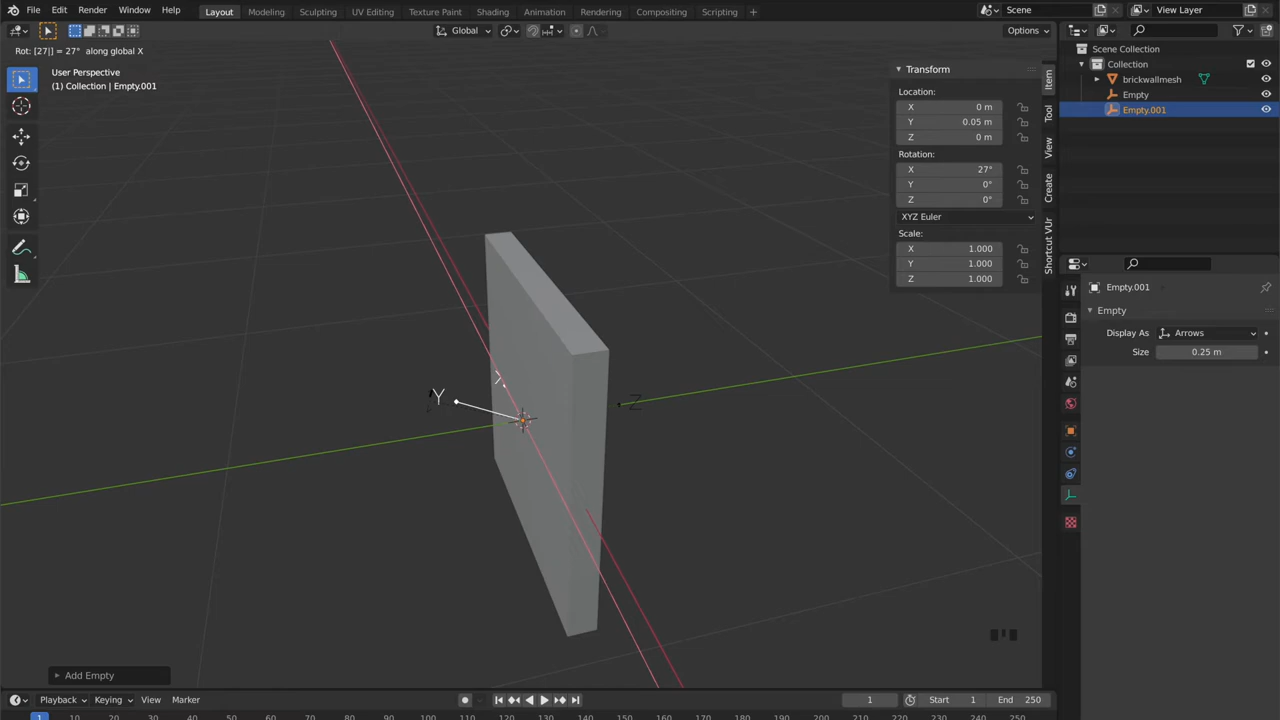 File Edit Render Window Help Layout Modeling Sculpting UV Editing Texture Paint Shading Animation Rendering Compositing Scripting + Scene View Layer
Global Options
Rot: [27|] = 27° along global X
User Perspective
(1) Collection | Empty.001
Transform
Location:
X 0 m
Y 0.05 m
Z 0 m
Rotation:
X 27°
Y 0°
Z 0°
XYZ Euler
Scale:
X 1.000
Y 1.000
Z 1.000
Item
Tool
View
Create
Shortcut VUr
Scene Collection
Collection
brickwallmesh
Empty
Empty.001
Empty.001
Empty
Display As Arrows
Size 0.25 m
Y
Z
Add Empty
Playback Keying View Marker 1 Start 1 End 250
1 10 20 30 40 50 60 70 80 90 100 110 120 130 140 150 160 170 180 190 200 210 220 230 240 250